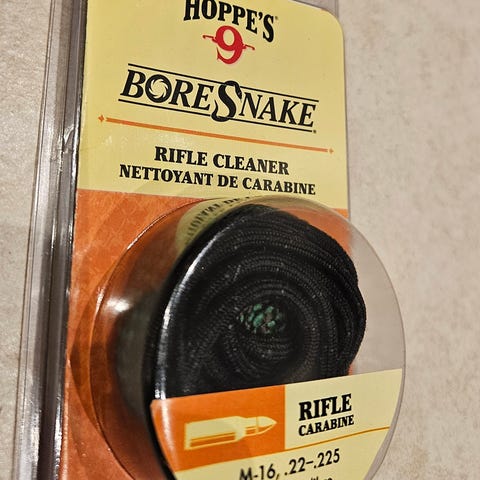 HOPPE'S
9
BORESNAKE
RIFLE CLEANER
NETTOYANT DE CARABINE
RIFLE
CARABINE
M-16, .22–.225